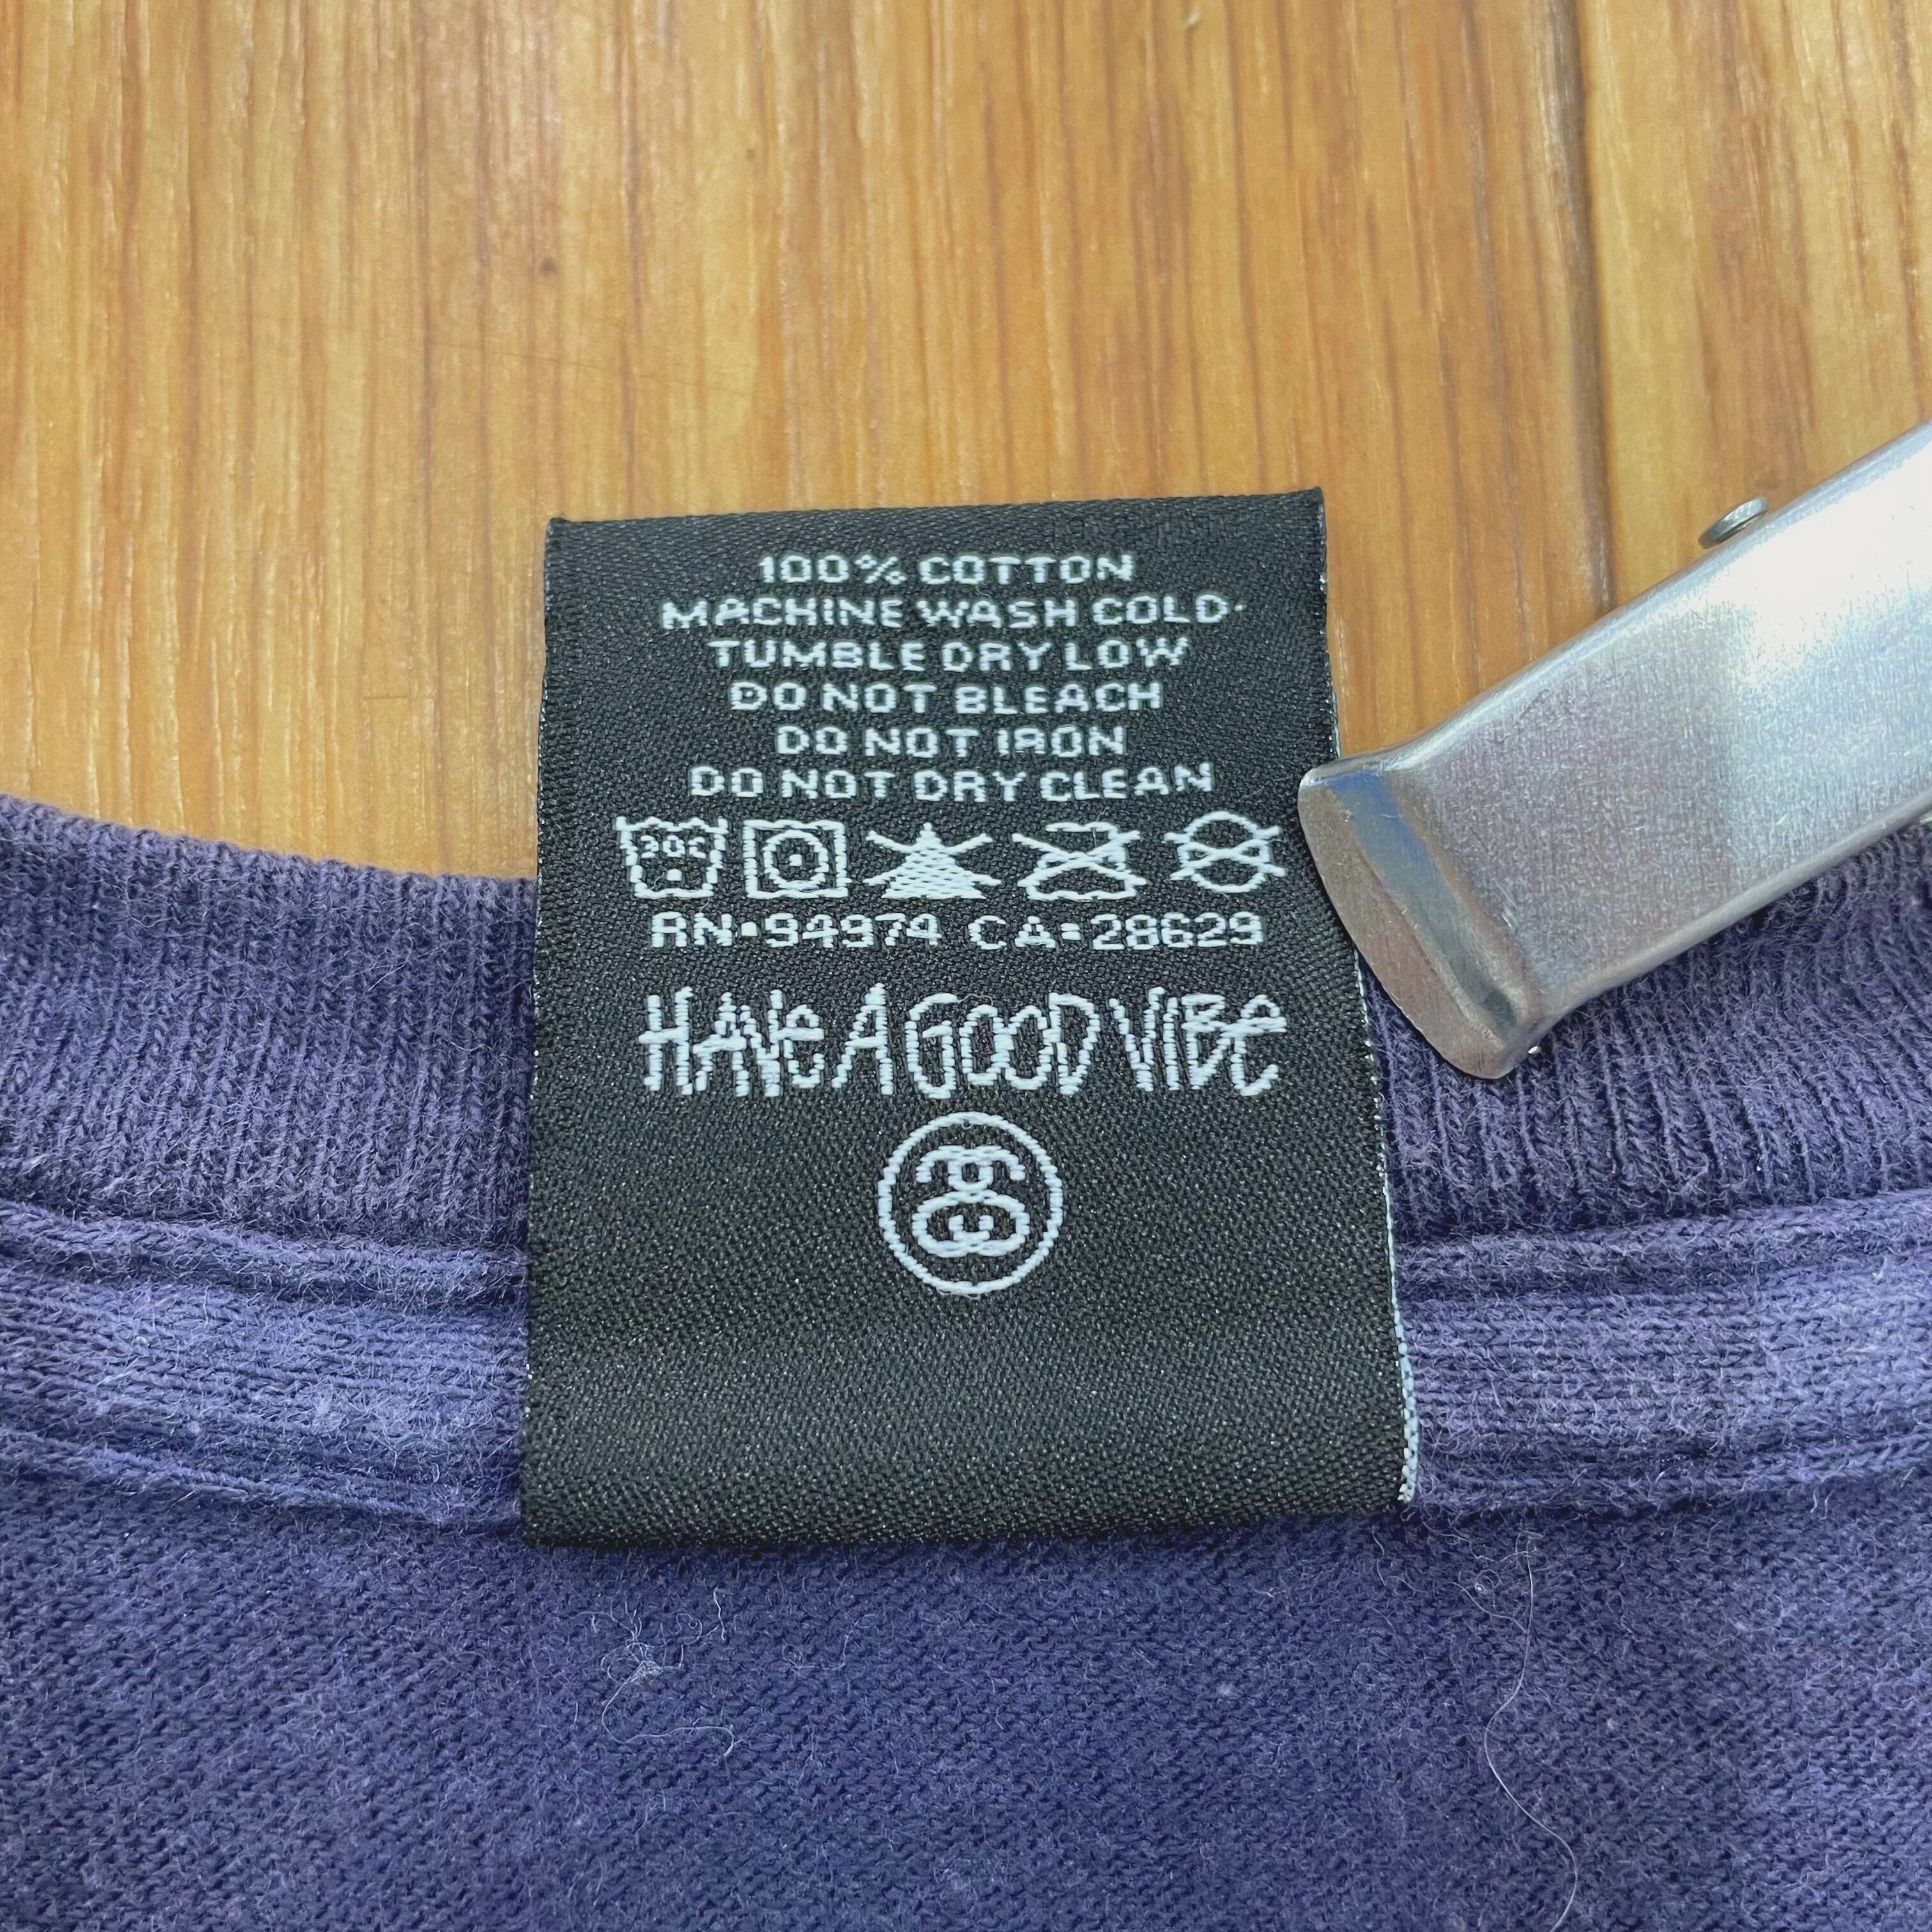 100% COTTON
MACHINE WASH COLD·
TUMBLE DRY LOW
DO NOT BLEACH
DO NOT IRON
DO NOT DRY CLEAN
30C
RN•94974 CA•28629
HAVE A GOOD VIBE